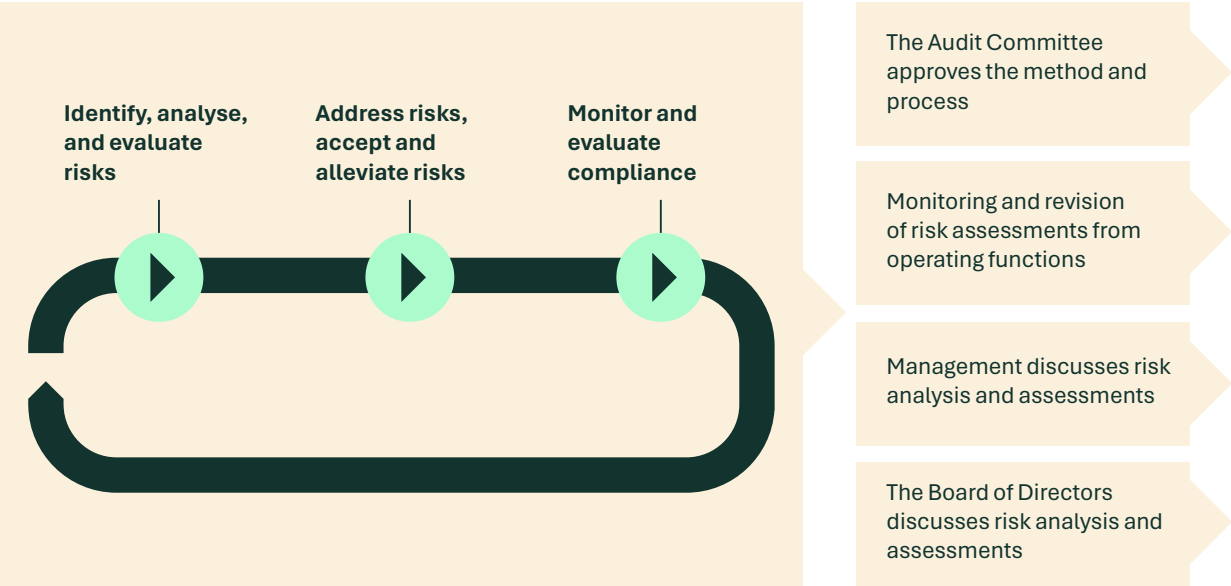 Identify, analyse,
and evaluate
risks
Address risks,
accept and
alleviate risks
Monitor and
evaluate
compliance
The Audit Committee
approves the method and
process
Monitoring and revision
of risk assessments from
operating functions
Management discusses risk
analysis and assessments
The Board of Directors
discusses risk analysis and
assessments